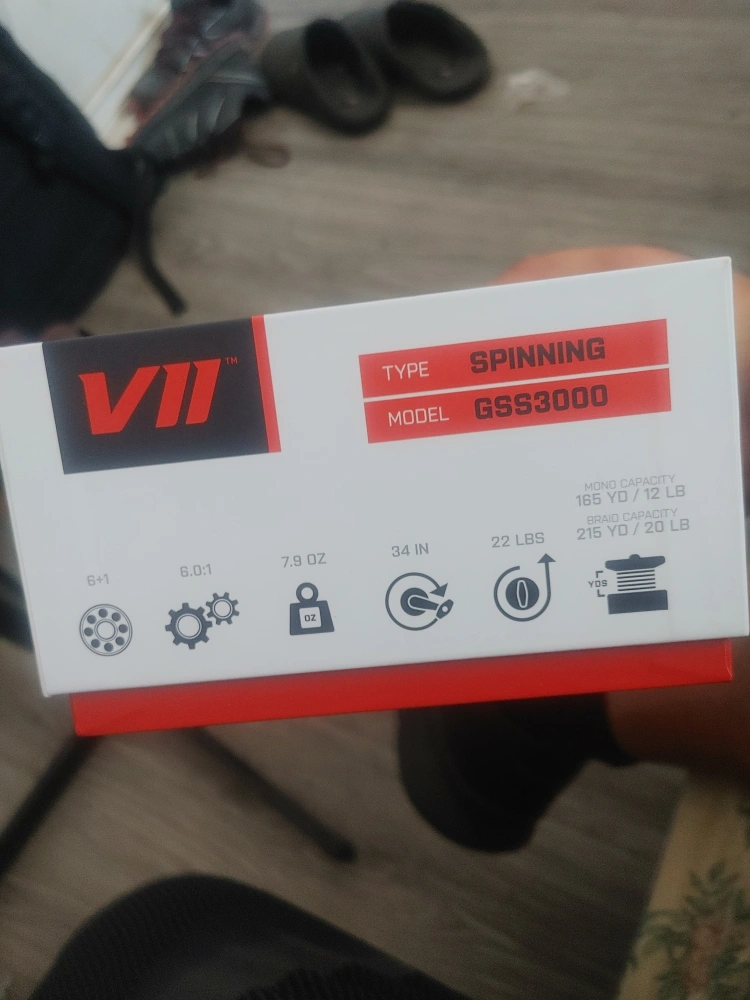 VII™
TYPE SPINNING
MODEL GSS3000
MONO CAPACITY
165 YD / 12 LB
BRAID CAPACITY
215 YD / 20 LB
6+1
6.0:1
7.9 OZ
34 IN
22 LBS
OZ
YDS